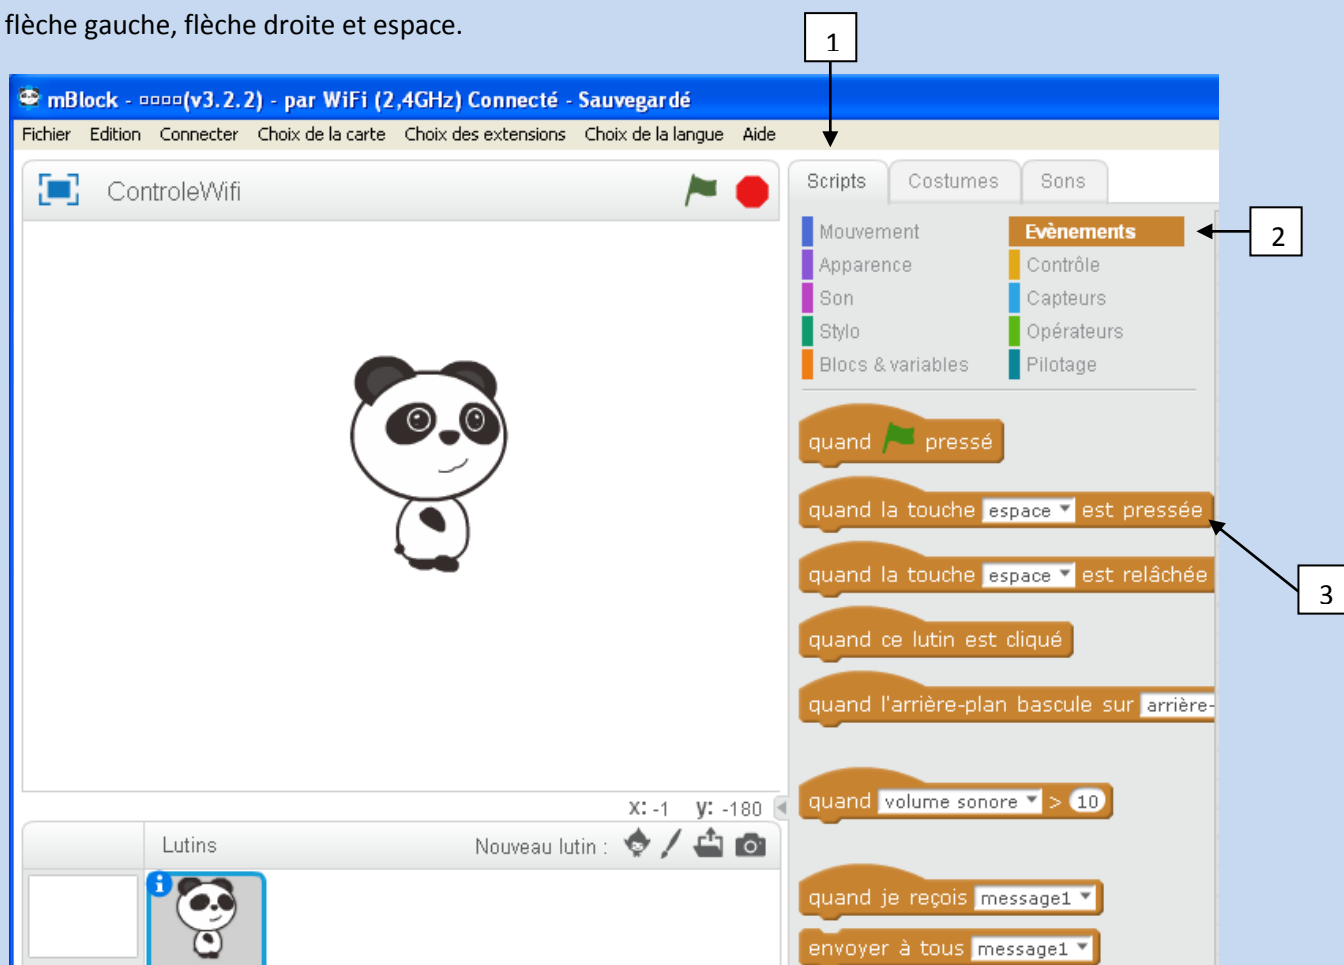 flèche gauche, flèche droite et espace.
1
mBlock - ▫▫▫▫(v3.2.2) - par WiFi (2,4GHz) Connecté - Sauvegardé
Fichier Edition Connecter Choix de la carte Choix des extensions Choix de la langue Aide
ControleWifi
Scripts Costumes Sons
Mouvement Evènements
2
Apparence Contrôle
Son Capteurs
Stylo Opérateurs
Blocs & variables Pilotage
quand pressé
quand la touche espace est pressée
quand la touche espace est relâchée
3
quand ce lutin est cliqué
quand l'arrière-plan bascule sur arrière-
quand volume sonore > 10
x: -1 y: -180
Lutins Nouveau lutin :
quand je reçois message1
envoyer à tous message1